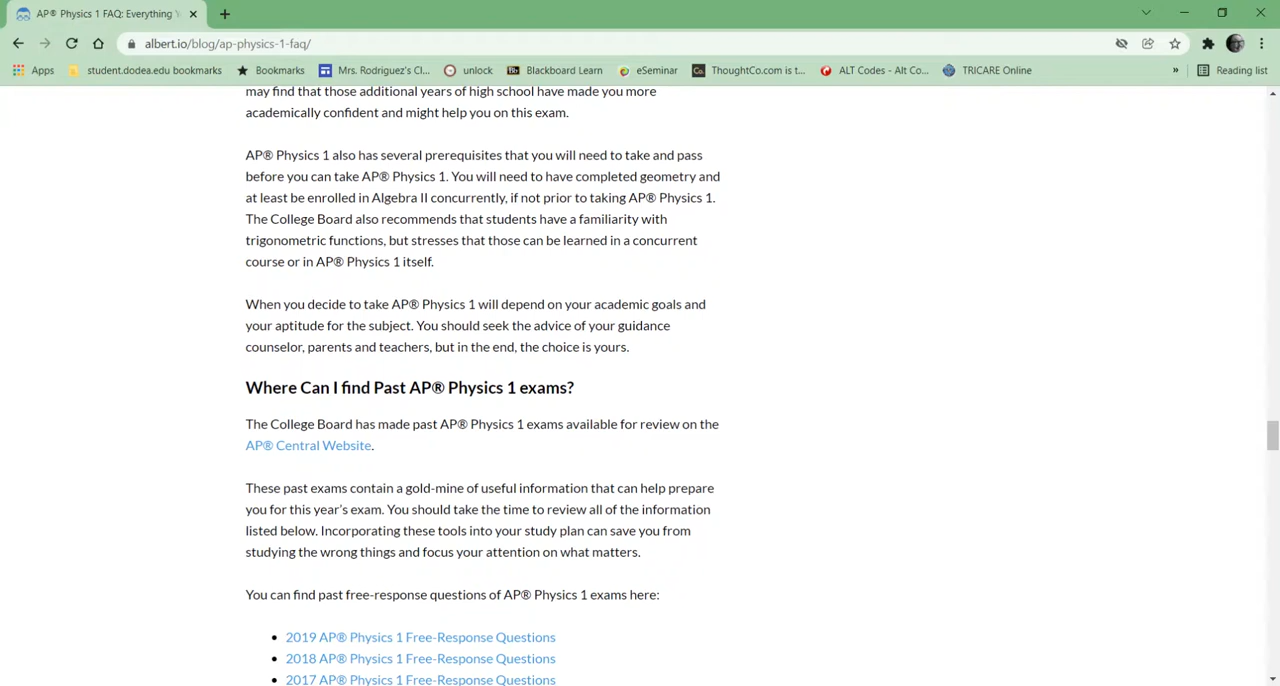 AP® Physics 1 FAQ: Everything Y
albert.io/blog/ap-physics-1-faq/
Apps student.dodea.edu bookmarks Bookmarks Mrs. Rodriguez's Cl... unlock Bb Blackboard Learn eSeminar Co. ThoughtCo.com is t... ALT Codes - Alt Co... TRICARE Online » Reading list
may find that those additional years of high school have made you more
academically confident and might help you on this exam.
AP® Physics 1 also has several prerequisites that you will need to take and pass
before you can take AP® Physics 1. You will need to have completed geometry and
at least be enrolled in Algebra II concurrently, if not prior to taking AP® Physics 1.
The College Board also recommends that students have a familiarity with
trigonometric functions, but stresses that those can be learned in a concurrent
course or in AP® Physics 1 itself.
When you decide to take AP® Physics 1 will depend on your academic goals and
your aptitude for the subject. You should seek the advice of your guidance
counselor, parents and teachers, but in the end, the choice is yours.
Where Can I find Past AP® Physics 1 exams?
The College Board has made past AP® Physics 1 exams available for review on the
AP® Central Website.
These past exams contain a gold-mine of useful information that can help prepare
you for this year's exam. You should take the time to review all of the information
listed below. Incorporating these tools into your study plan can save you from
studying the wrong things and focus your attention on what matters.
You can find past free-response questions of AP® Physics 1 exams here:
• 2019 AP® Physics 1 Free-Response Questions
• 2018 AP® Physics 1 Free-Response Questions
• 2017 AP® Physics 1 Free-Response Questions